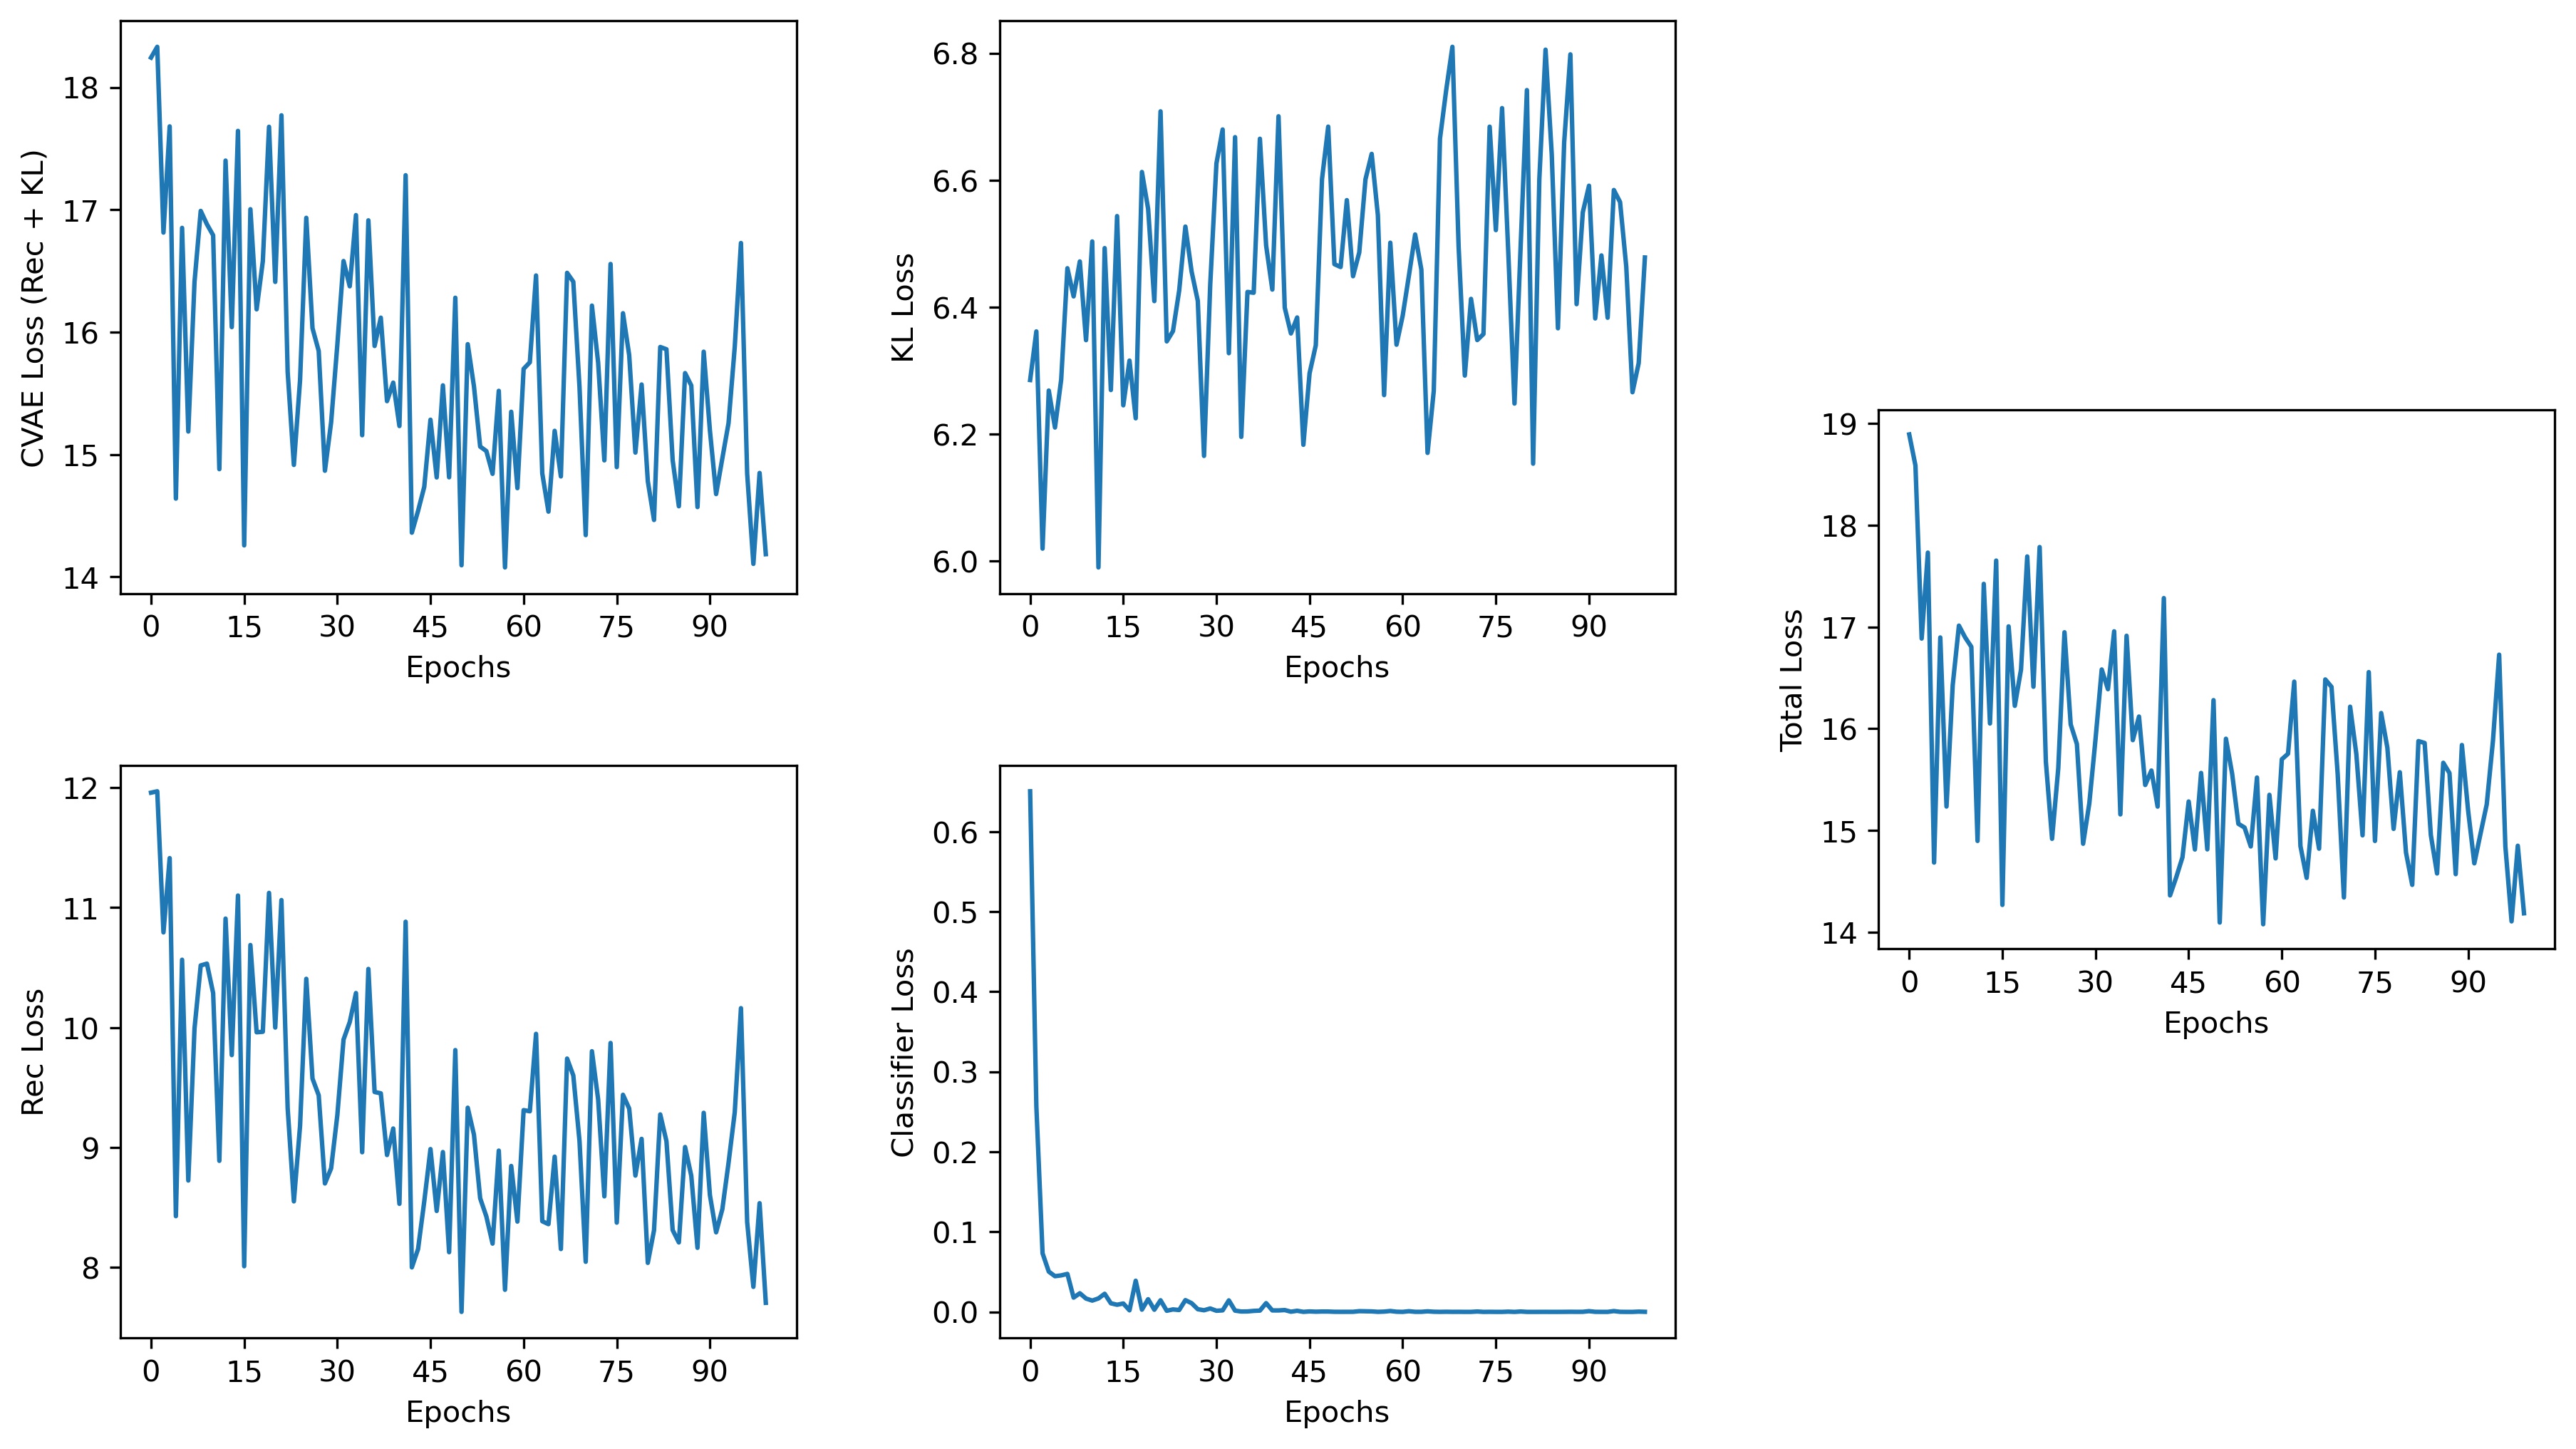 CVAE Loss (Rec + KL)
18
17
16
15
14
0 15 30 45 60 75 90
Epochs
KL Loss
6.8
6.6
6.4
6.2
6.0
0 15 30 45 60 75 90
Epochs
Rec Loss
12
11
10
9
8
0 15 30 45 60 75 90
Epochs
Classifier Loss
0.6
0.5
0.4
0.3
0.2
0.1
0.0
0 15 30 45 60 75 90
Epochs
Total Loss
19
18
17
16
15
14
0 15 30 45 60 75 90
Epochs